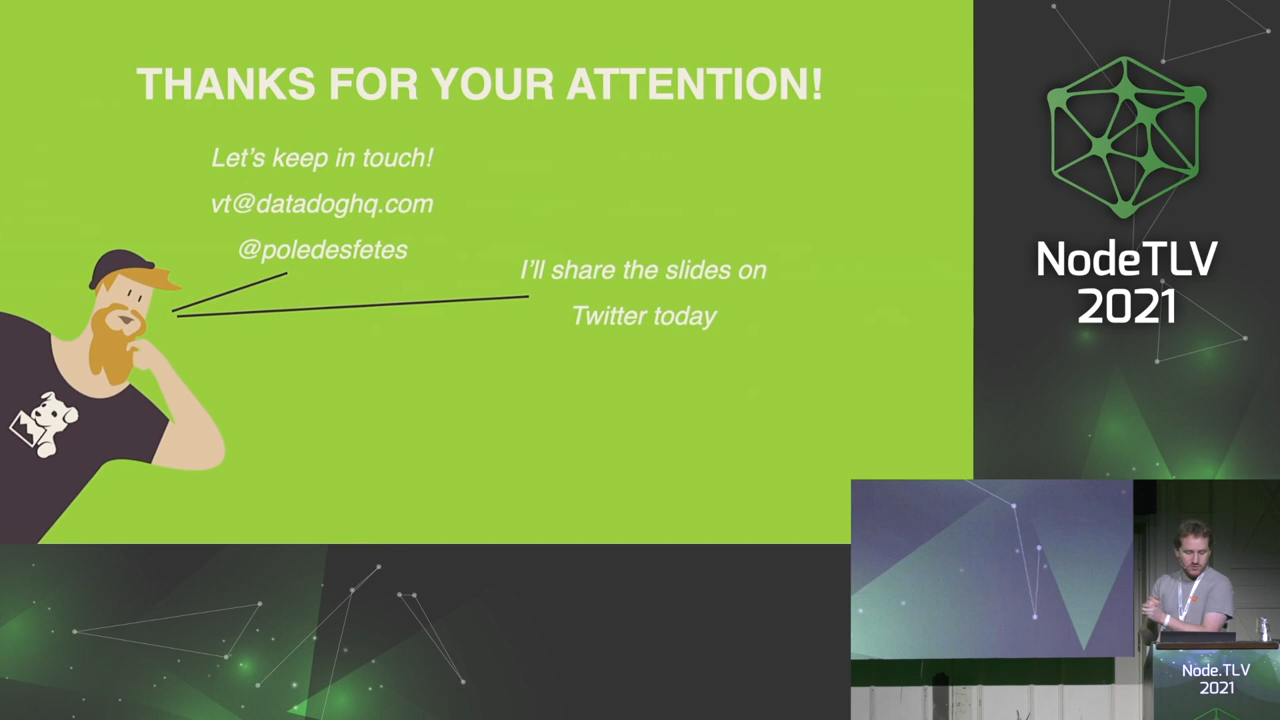 THANKS FOR YOUR ATTENTION!
Let's keep in touch!
vt@datadoghq.com
@poledesfetes
I'll share the slides on
Twitter today
NodeTLV
2021
Node.TLV
2021